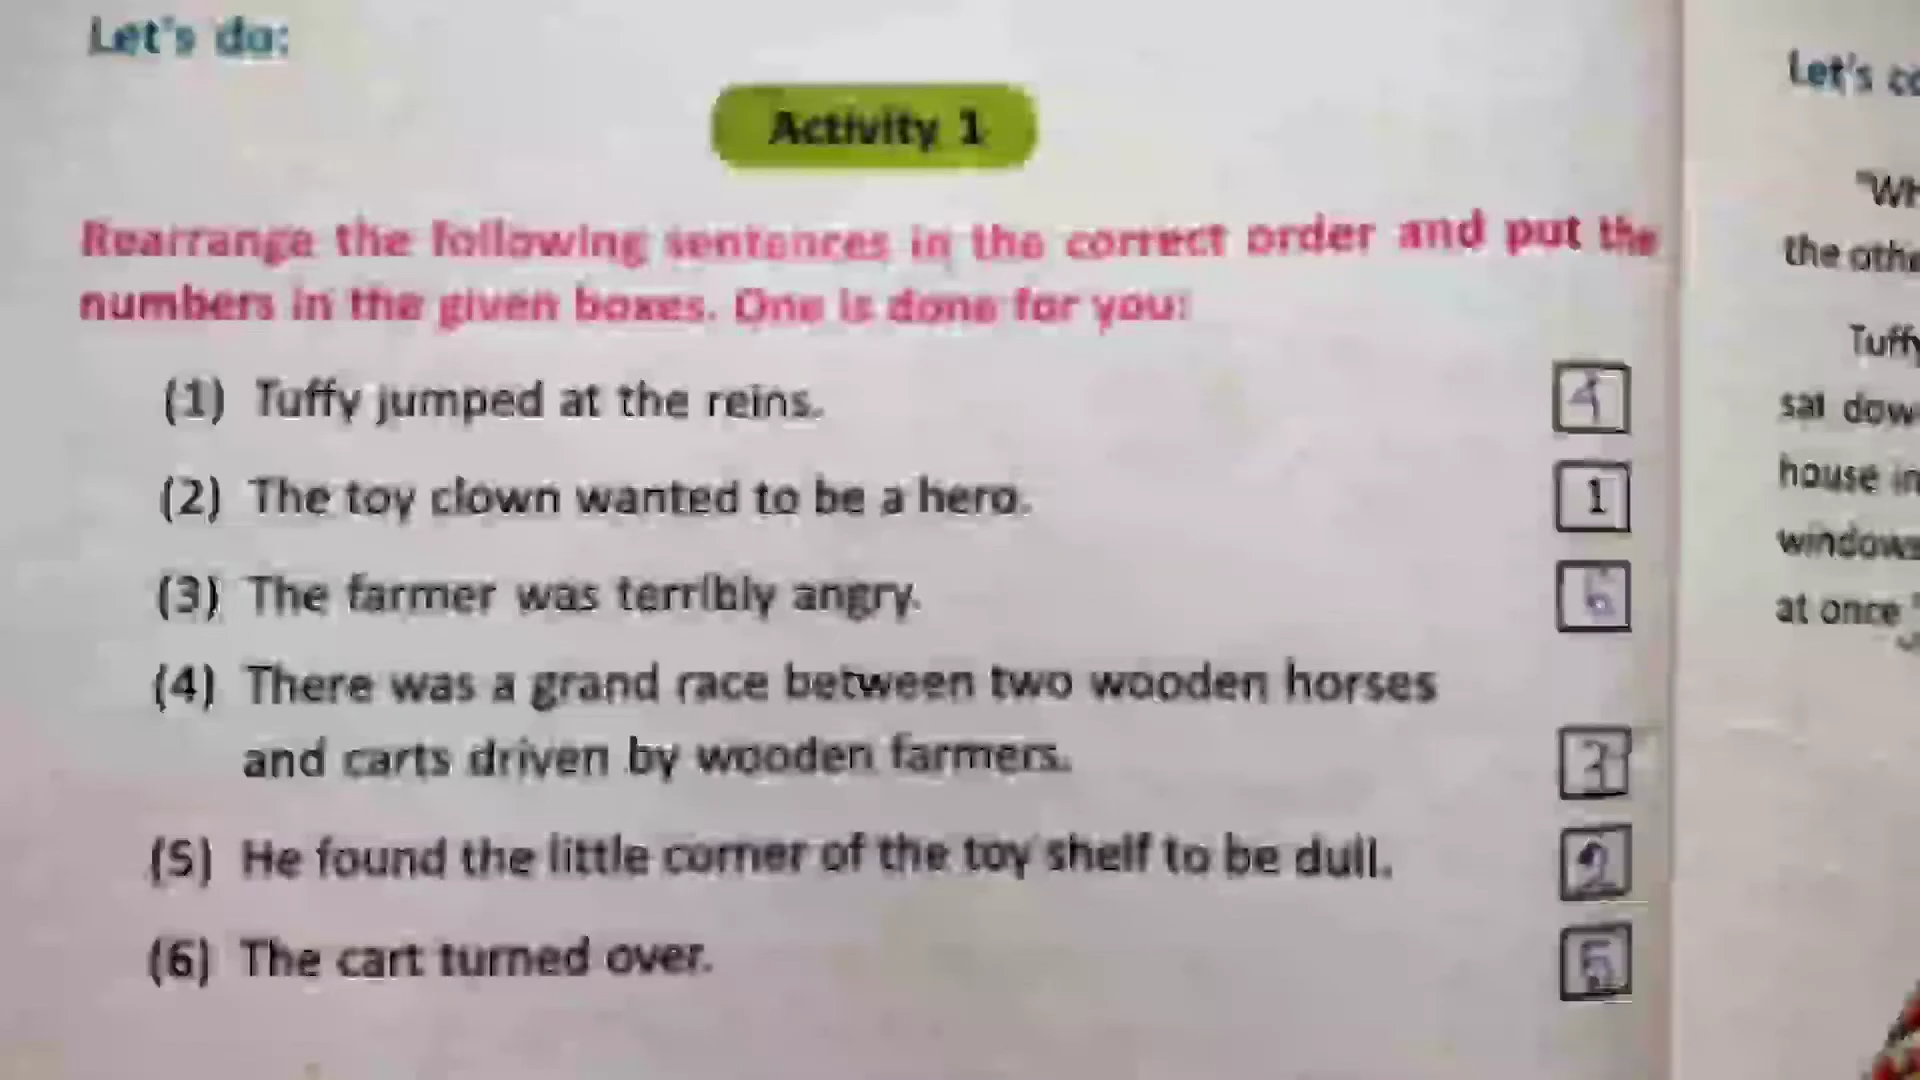 Let's do:
Activity 1
Rearrange the following sentences in the correct order and put the
numbers in the given boxes. One is done for you:
(1) Tuffy jumped at the reins. 4
(2) The toy clown wanted to be a hero. 1
(3) The farmer was terribly angry. 6
(4) There was a grand race between two wooden horses
and carts driven by wooden farmers. 3
(5) He found the little corner of the toy shelf to be dull. 2
(6) The cart turned over. 5
Let's
"Wh
the othe
Tuffy
sat dow
house in
windows
at once